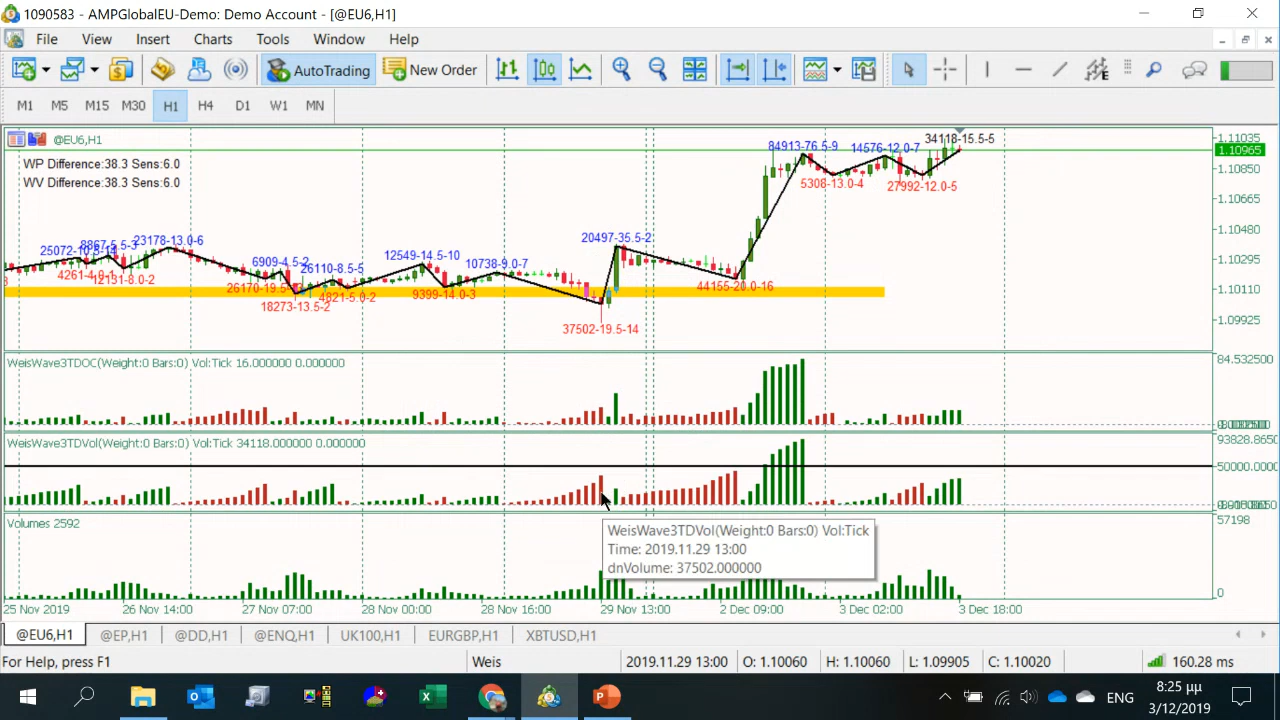 1090583 - AMPGlobalEU-Demo: Demo Account - [@EU6,H1]
File View Insert Charts Tools Window Help
AutoTrading New Order
M1 M5 M15 M30 H1 H4 D1 W1 MN
@EU6,H1
WP Difference:38.3 Sens:6.0
WV Difference:38.3 Sens:6.0
34118-15.5-5
84913-76.5-9
14576-12.0-7
5308-13.0-4
27992-12.0-5
20497-35.5-2
23178-13.0-6
8867-5.5-3
4261-4.0-1
12131-8.0-2
6909-4.5-2
12549-14.5-10
10738-9.0-7
26110-8.5-5
4821-5.0-2
9399-14.0-3
18273-13.5-2
44155-20.0-16
37502-19.5-14
1.11035
1.10965
1.10850
1.10665
1.10480
1.10295
1.10110
1.09925
WeisWave3TDOC(Weight:0 Bars:0) Vol:Tick 16.000000 0.000000
84.532500
WeisWave3TDVol(Weight:0 Bars:0) Vol:Tick 34118.000000 0.000000
93828.8650
50000.0000
Volumes 2592
57198
0
WeisWave3TDVol(Weight:0 Bars:0) Vol:Tick
Time: 2019.11.29 13:00
dnVolume: 37502.000000
25 Nov 2019 26 Nov 14:00 27 Nov 07:00 28 Nov 00:00 28 Nov 16:00 29 Nov 13:00 2 Dec 09:00 3 Dec 02:00 3 Dec 18:00
@EU6,H1 @EP,H1 @DD,H1 @ENQ,H1 UK100,H1 EURGBP,H1 XBTUSD,H1
For Help, press F1 Weis 2019.11.29 13:00 O: 1.10060 H: 1.10060 L: 1.09905 C: 1.10020 160.28 ms
ENG
8:25 μμ
3/12/2019